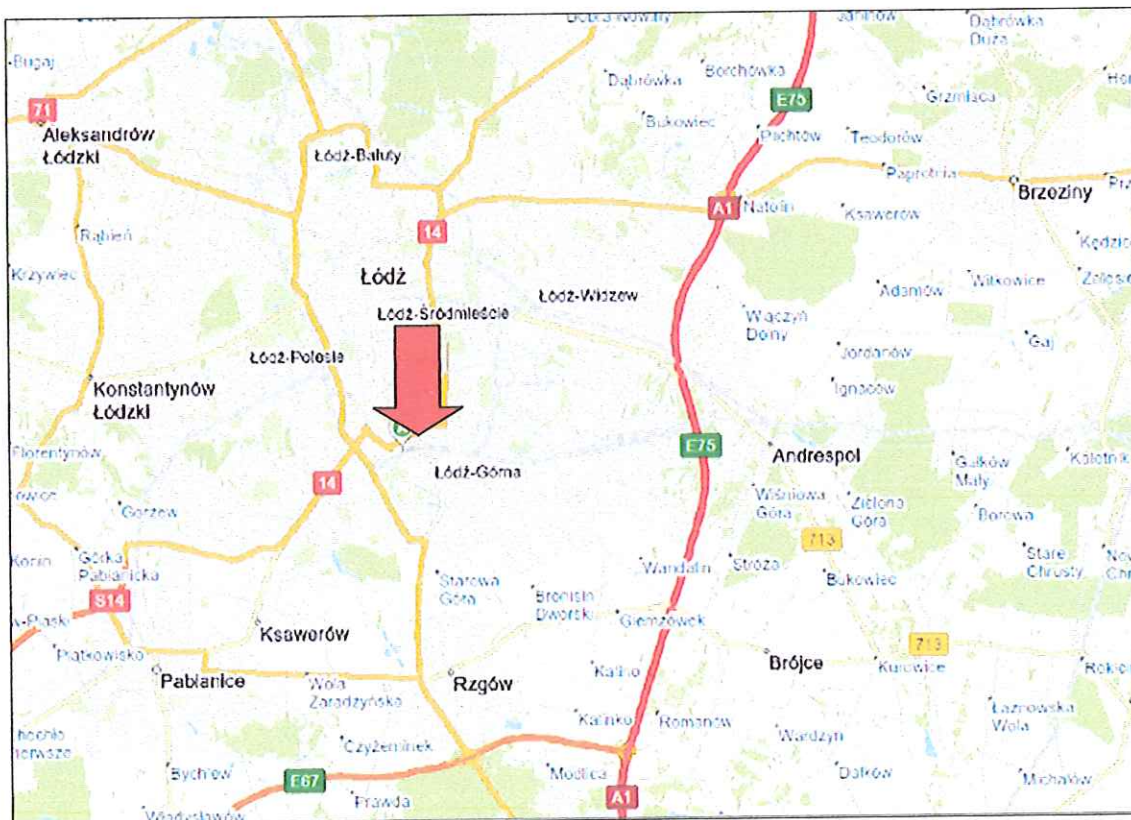 Dąbrówka
Duża
Bugaj
Borchówka
Dąbrówka
E75
Grzmiąca
71
Bukowiec
Plichtów
Teodorów
Aleksandrów
Łódzki
Łódź-Bałuty
Paprotnia
Brzeziny
A1
Natolin
Ksawerów
14
Rąbień
Krzywiec
Łódź
Łódź-Widzew
Adamów
Witkowice
Łódź-Śródmieście
Wiączyń
Dolny
Gaj
Łódź-Polesie
Jordanów
Ignaców
Konstantynów
Łódzki
E75
Florentynów
Andrespol
Gałków
Mały
Łódź-Górna
14
Wiśniowa
Góra
Zielona
Góra
Gorzew
Borowa
713
Górka
Pabianicka
Stare
Chrusty
Starowa
Góra
Wandalin
Stróża
Bukowiec
S14
Bronisin
Dworski
Giemzówek
Ksawerów
713
Piątkowisko
Brójce
Kurowice
Pabianice
Wola
Zaradzyńska
Rzgów
Kalino
Kalinko
Romanów
Łaznowska
Wola
Wardzyn
Czyżeminek
Bychlew
E67
Modlica
Dalków
Michałów
Prawda
A1
Władysławów